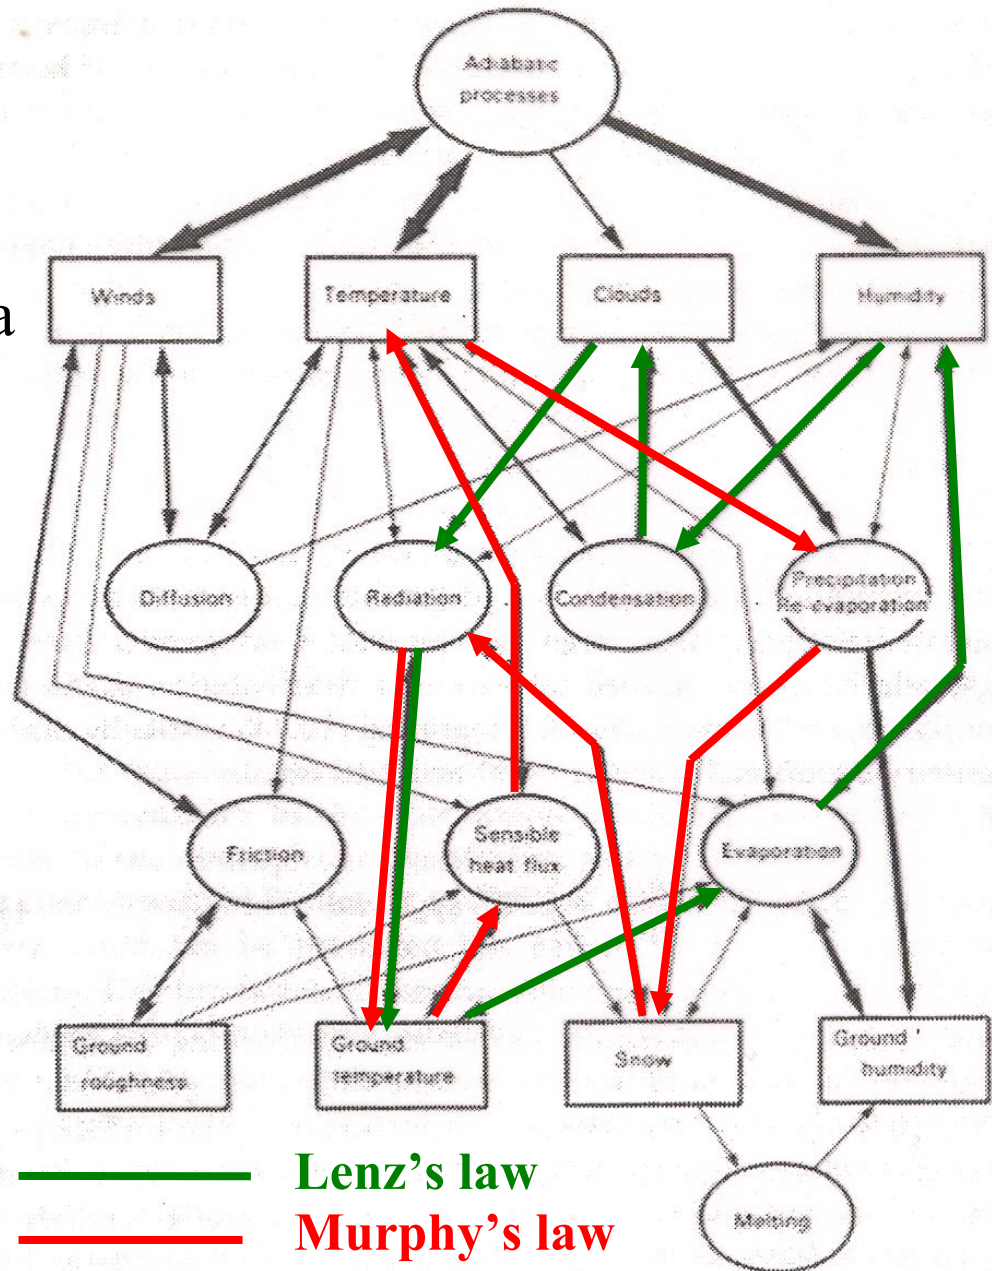 Adiabatic
processes
a
Winds
Temperature
Clouds
Humidity
Diffusion
Radiation
Condensation
Precipitation
Re-evaporation
Friction
Sensible
heat flux
Evaporation
Ground
roughness
Ground
temperature
Snow
Ground
humidity
Melting
Lenz’s law
Murphy’s law